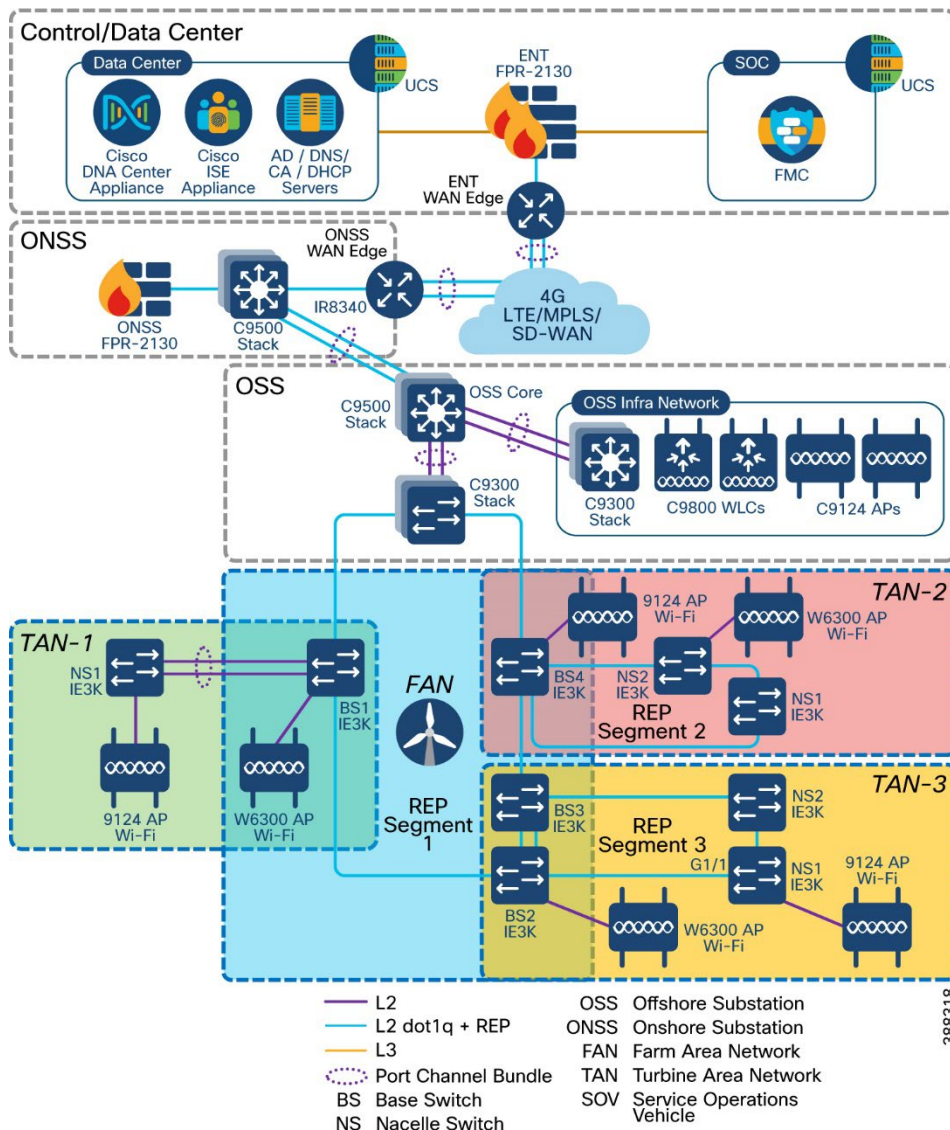 Control/Data Center
Data Center
UCS
Cisco
DNA Center
Appliance
Cisco
ISE
Appliance
AD / DNS/
CA / DHCP
Servers
ENT
FPR-2130
SOC
UCS
FMC
ENT
WAN Edge
ONSS
ONSS
WAN Edge
ONSS
FPR-2130
C9500
Stack
IR8340
4G
LTE/MPLS/
SD-WAN
OSS
C9500
Stack
OSS Core
OSS Infra Network
C9300
Stack
C9800 WLCs
C9124 APs
C9300
Stack
TAN-1
NS1
IE3K
BS1
IE3K
9124 AP
Wi-Fi
W6300 AP
Wi-Fi
FAN
REP
Segment
1
TAN-2
9124 AP
Wi-Fi
W6300 AP
Wi-Fi
BS4
IE3K
NS2
IE3K
NS1
IE3K
REP
Segment 2
TAN-3
BS3
IE3K
REP
Segment 3
NS2
IE3K
G1/1
NS1
IE3K
9124 AP
Wi-Fi
BS2
IE3K
W6300 AP
Wi-Fi
L2
L2 dot1q + REP
L3
Port Channel Bundle
BS Base Switch
NS Nacelle Switch
OSS Offshore Substation
ONSS Onshore Substation
FAN Farm Area Network
TAN Turbine Area Network
SOV Service Operations
Vehicle
388318